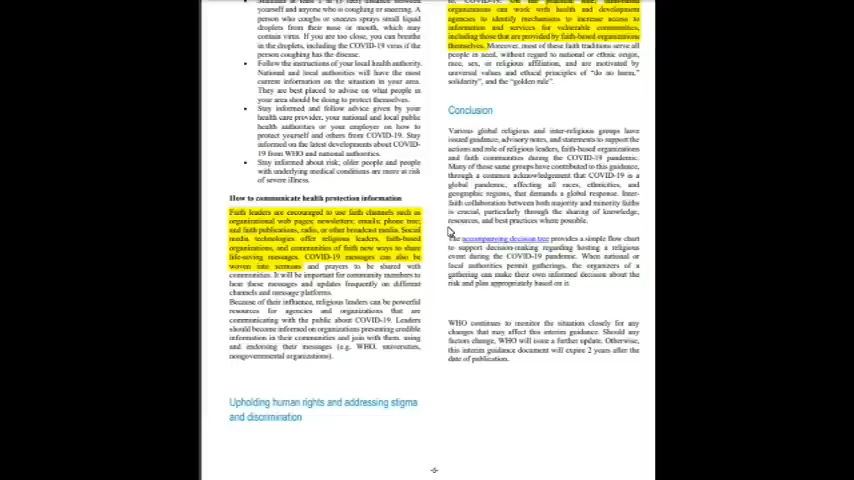 yourself and anyone who is coughing or sneezing. A
person who coughs or sneezes sprays small liquid
droplets from their nose or mouth, which may
contain virus. If you are too close, you can breathe
in the droplets, including the COVID-19 virus if the
person coughing has the disease.
• Follow the instructions of your local health authority.
National and local authorities will have the most
current information on the situation in your area.
They are best placed to advise on what people in
your area should be doing to protect themselves.
• Stay informed and follow advice given by your
health care provider, your national and local public
health authorities or your employer on how to
protect yourself and others from COVID-19. Stay
informed on the latest developments about COVID-
19 from WHO and national authorities.
• Stay informed about risk; older people and people
with underlying medical conditions are more at risk
of severe illness.
How to communicate health protection information
Faith leaders are encouraged to use faith channels such as
organizational web pages; newsletters; emails; phone tree;
and faith publications, radio, or other broadcast media. Social
media technologies offer religious leaders, faith-based
organizations, and communities of faith new ways to share
life-saving messages. COVID-19 messages can also be
woven into sermons and prayers to be shared with
communities. It will be important for community members to
hear these messages and updates frequently on different
channels and message platforms.
Because of their influence, religious leaders can be powerful
resources for agencies and organizations that are
communicating with the public about COVID-19. Leaders
should become informed on organizations presenting credible
information in their communities and join with them. using
and endorsing their messages (e.g. WHO, universities,
nongovernmental organizations).
Upholding human rights and addressing stigma
and discrimination
organizations can work with health and development
agencies to identify mechanisms to increase access to
information and services for vulnerable communities,
including those that are provided by faith-based organizations
themselves. Moreover, most of these faith traditions serve all
people in need, without regard to national or ethnic origin,
race, sex, or religious affiliation, and are motivated by
universal values and ethical principles of "do no harm,"
solidarity", and the "golden rule".
Conclusion
Various global religious and inter-religious groups have
issued guidance, advisory notes, and statements to support the
actions and role of religious leaders, faith-based organizations
and faith communities during the COVID-19 pandemic.
Many of those same groups have contributed to this guidance,
through a common acknowledgement that COVID-19 is a
global pandemic, affecting all races, ethnicities, and
geographic regions, that demands a global response. Inter-
faith collaboration between both majority and minority faiths
is crucial, particularly through the sharing of knowledge,
resources, and best practices where possible.
The accompanying decision tree provides a simple flow chart
to support decision-making regarding hosting a religious
event during the COVID-19 pandemic. When national or
local authorities permit gatherings, the organizers of a
gathering can make their own informed decision about the
risk and plan appropriately based on it.
WHO continues to monitor the situation closely for any
changes that may affect this interim guidance. Should any
factors change, WHO will issue a further update. Otherwise,
this interim guidance document will expire 2 years after the
date of publication.
-5-